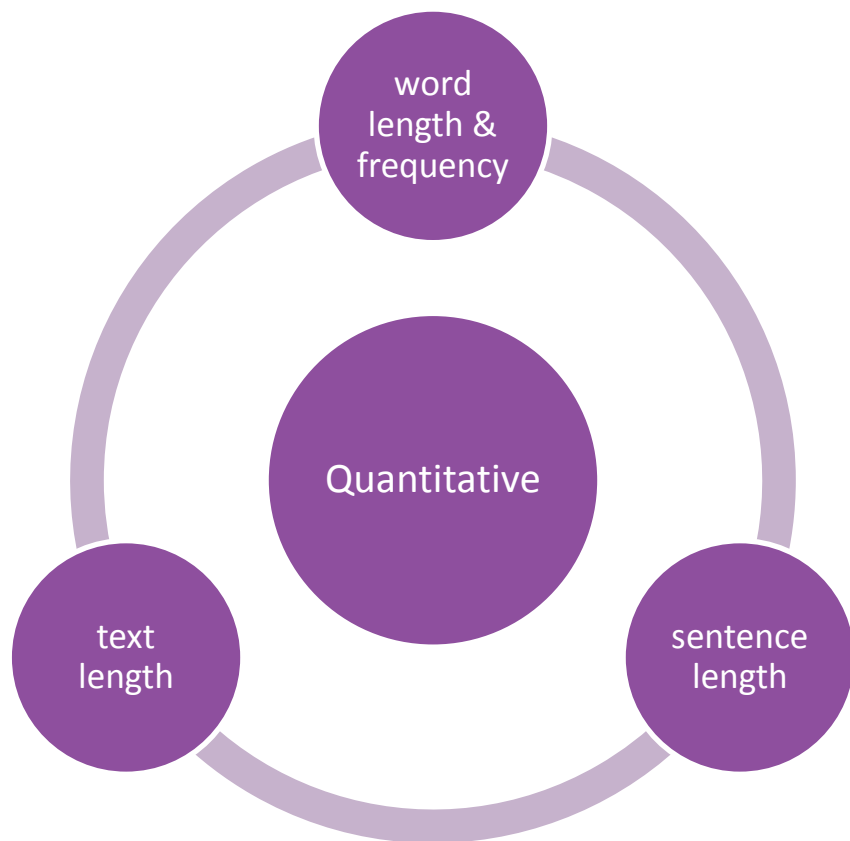 word
length &
frequency
Quantitative
text
length
sentence
length